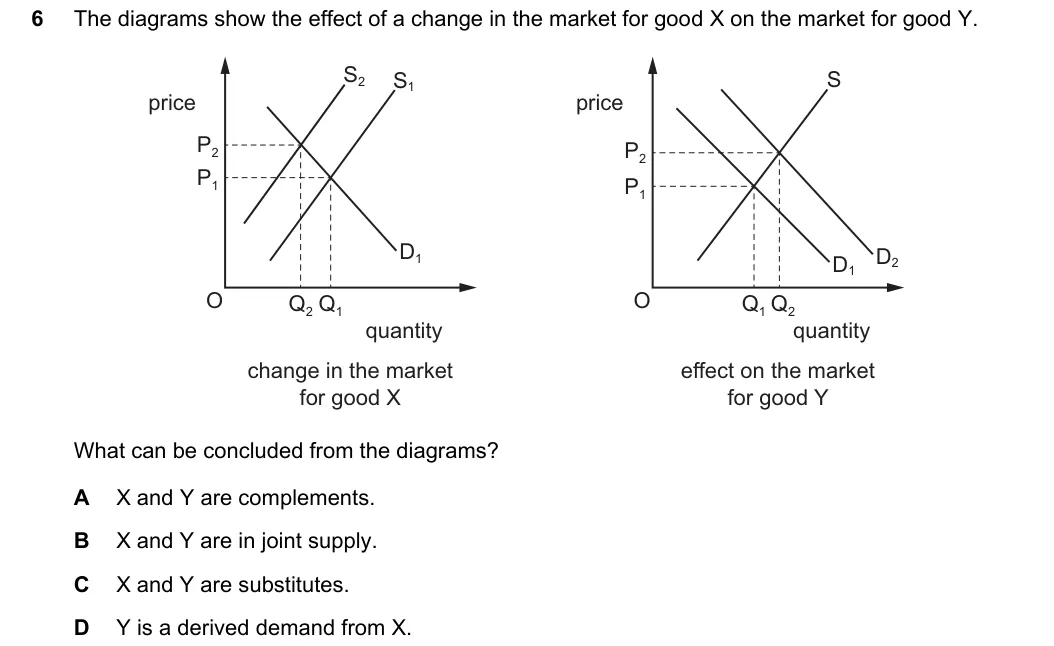 6 The diagrams show the effect of a change in the market for good X on the market for good Y.
price
S₂ S₁
P₂
P₁
D₁
O
Q₂ Q₁
quantity
change in the market
for good X
price
S
P₂
P₁
D₁ D₂
O
Q₁ Q₂
quantity
effect on the market
for good Y
What can be concluded from the diagrams?
A X and Y are complements.
B X and Y are in joint supply.
C X and Y are substitutes.
D Y is a derived demand from X.